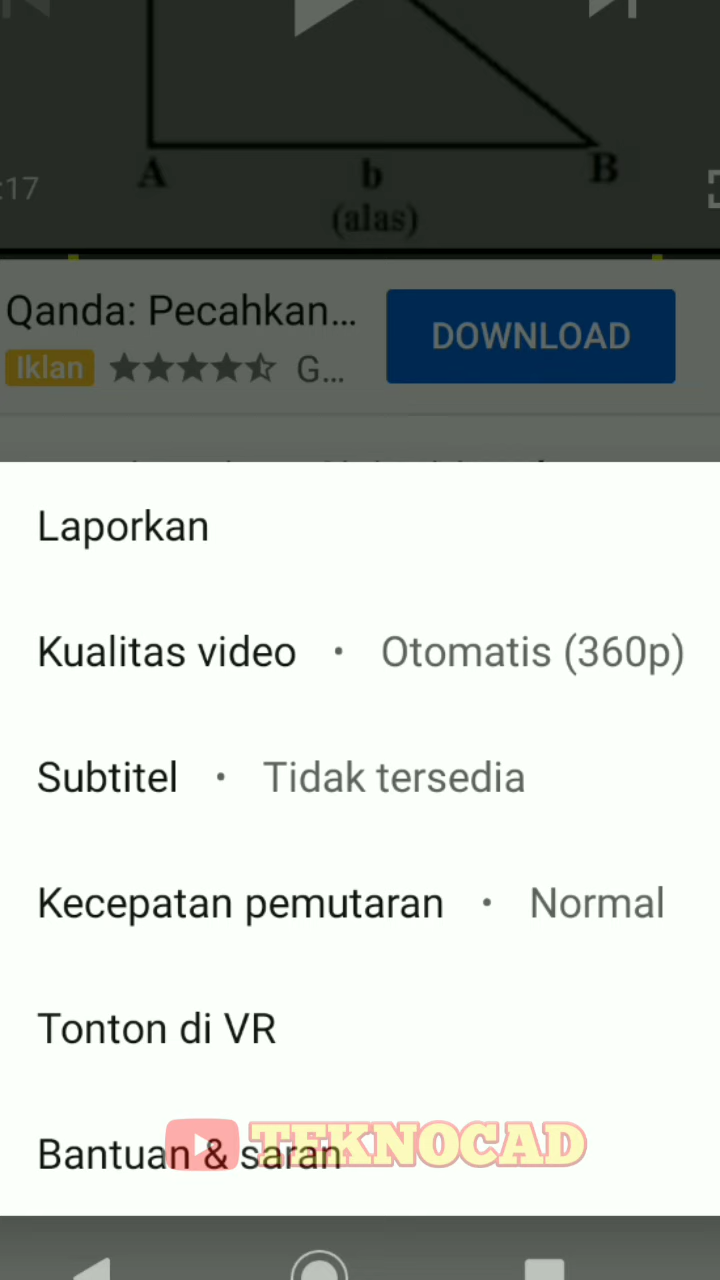 A b B
:17
(alas)
Qanda: Pecahkan...
DOWNLOAD
Iklan G...
Laporkan
Kualitas video • Otomatis (360p)
Subtitel • Tidak tersedia
Kecepatan pemutaran • Normal
Tonton di VR
Bantuan & saran
TEKNOCAD